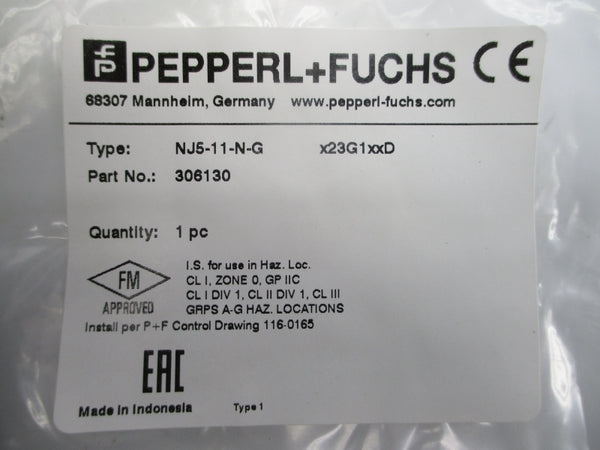 PEPPERL+FUCHS CE
68307 Mannheim, Germany www.pepperl-fuchs.com
Type: NJ5-11-N-G x23G1xxD
Part No.: 306130
Quantity: 1 pc
FM
APPROVED
I.S. for use in Haz. Loc.
CL I, ZONE 0, GP IIC
CL I DIV 1, CL II DIV 1, CL III
GRPS A-G HAZ. LOCATIONS
Install per P+F Control Drawing 116-0165
EAC
Made in Indonesia Type 1